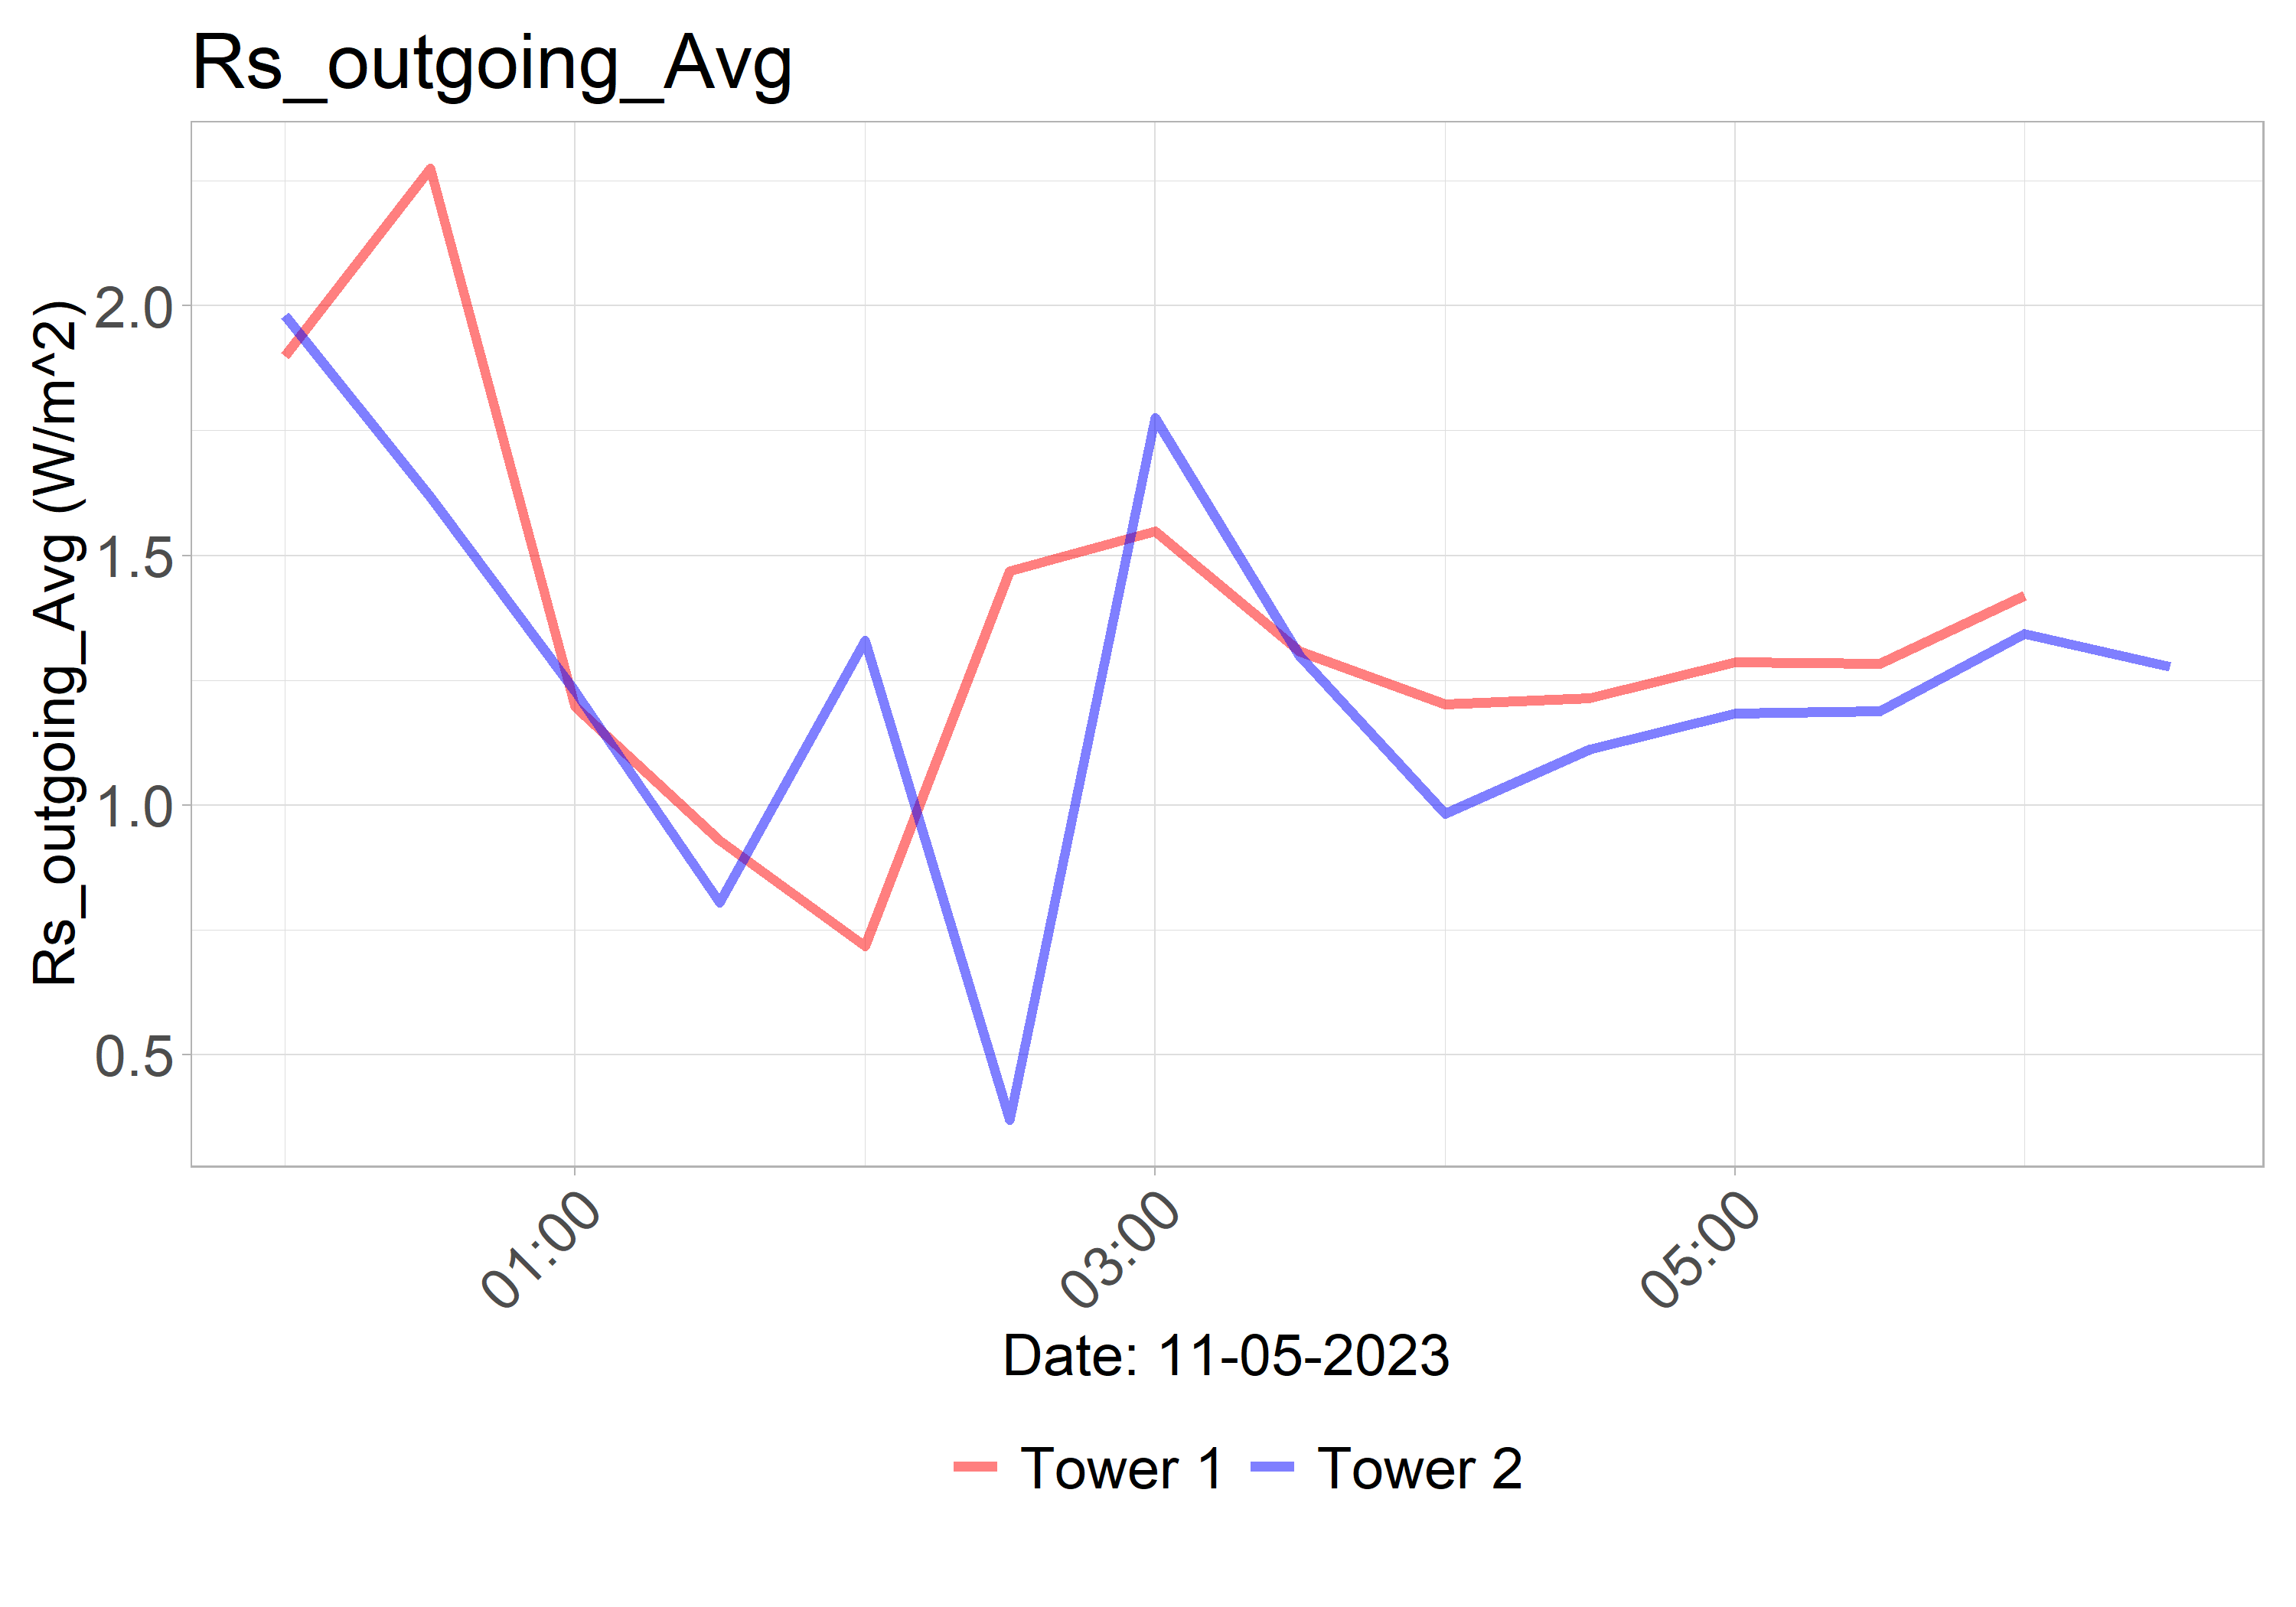 Rs_outgoing_Avg
Rs_outgoing_Avg (W/m^2)
2.0
1.5
1.0
0.5
01:00
03:00
05:00
Date: 11-05-2023
Tower 1
Tower 2